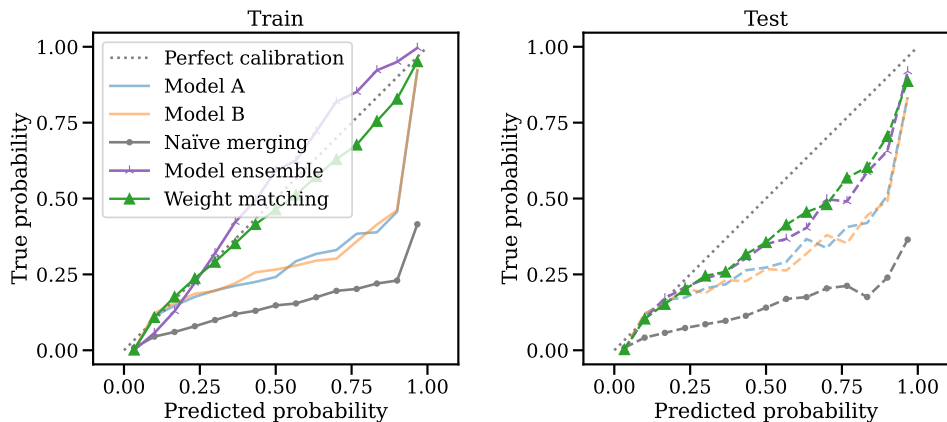 Train
True probability
1.00
0.75
0.50
0.25
0.00
Perfect calibration
Model A
Model B
Naïve merging
Model ensemble
Weight matching
0.00 0.25 0.50 0.75 1.00
Predicted probability
Test
True probability
1.00
0.75
0.50
0.25
0.00
0.00 0.25 0.50 0.75 1.00
Predicted probability